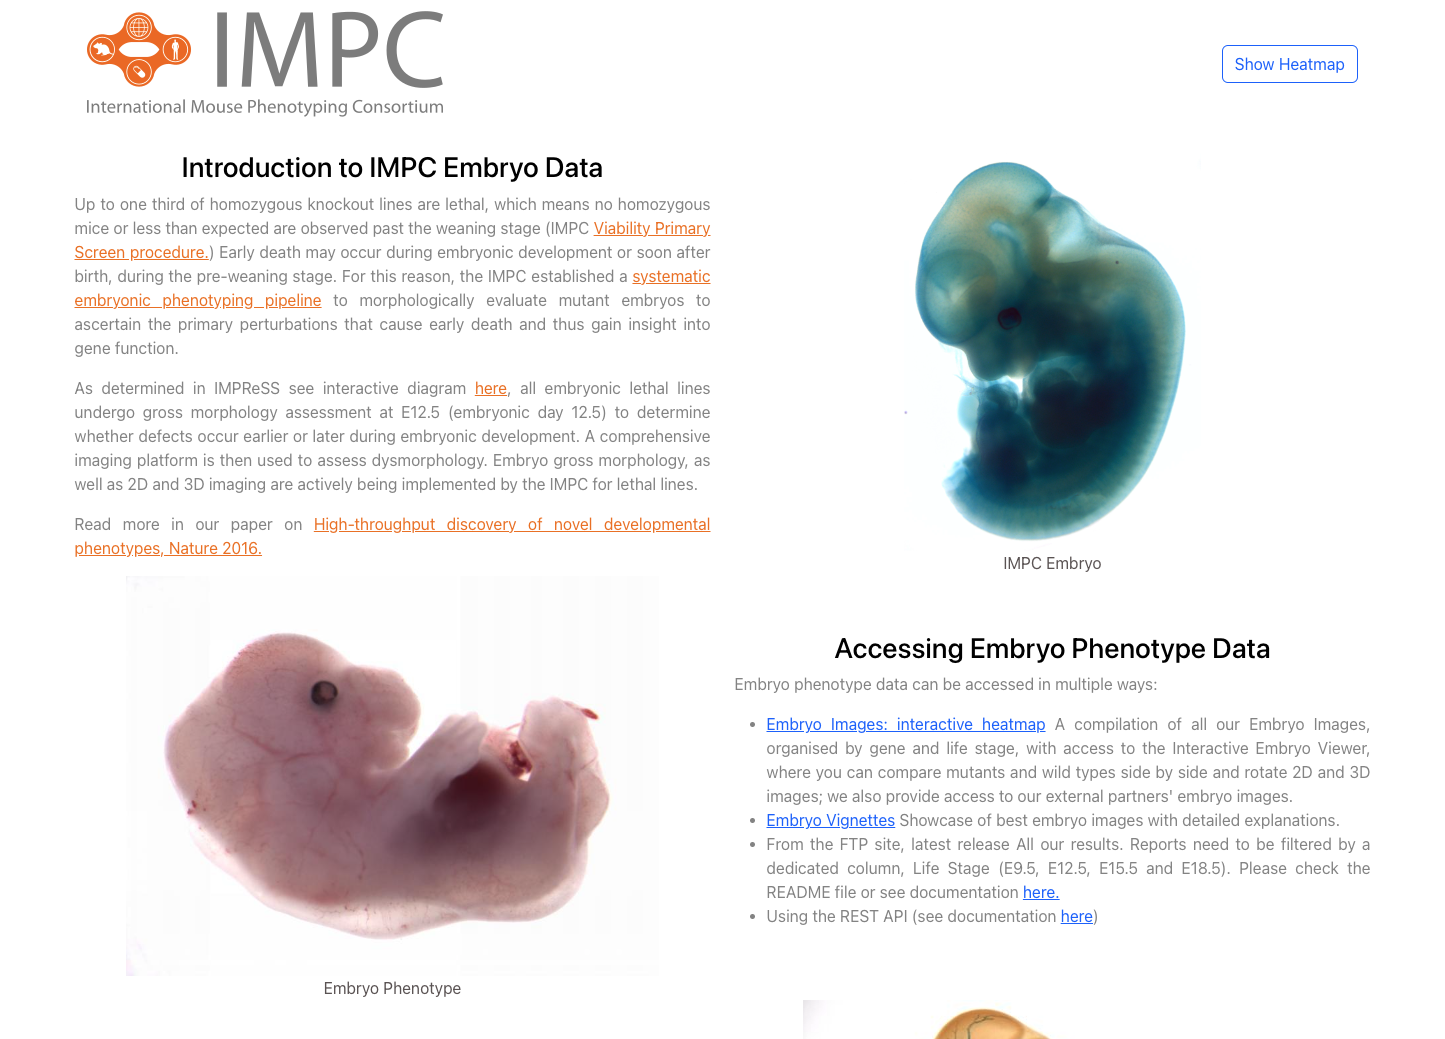 IMPC
International Mouse Phenotyping Consortium
Show Heatmap
Introduction to IMPC Embryo Data
Up to one third of homozygous knockout lines are lethal, which means no homozygous
mice or less than expected are observed past the weaning stage (IMPC Viability Primary
Screen procedure.) Early death may occur during embryonic development or soon after
birth, during the pre-weaning stage. For this reason, the IMPC established a systematic
embryonic phenotyping pipeline to morphologically evaluate mutant embryos to
ascertain the primary perturbations that cause early death and thus gain insight into
gene function.
As determined in IMPReSS see interactive diagram here, all embryonic lethal lines
undergo gross morphology assessment at E12.5 (embryonic day 12.5) to determine
whether defects occur earlier or later during embryonic development. A comprehensive
imaging platform is then used to assess dysmorphology. Embryo gross morphology, as
well as 2D and 3D imaging are actively being implemented by the IMPC for lethal lines.
Read more in our paper on High-throughput discovery of novel developmental
phenotypes, Nature 2016.
Embryo Phenotype
IMPC Embryo
Accessing Embryo Phenotype Data
Embryo phenotype data can be accessed in multiple ways:
• Embryo Images: interactive heatmap A compilation of all our Embryo Images,
organised by gene and life stage, with access to the Interactive Embryo Viewer,
where you can compare mutants and wild types side by side and rotate 2D and 3D
images; we also provide access to our external partners' embryo images.
• Embryo Vignettes Showcase of best embryo images with detailed explanations.
• From the FTP site, latest release All our results. Reports need to be filtered by a
dedicated column, Life Stage (E9.5, E12.5, E15.5 and E18.5). Please check the
README file or see documentation here.
• Using the REST API (see documentation here)